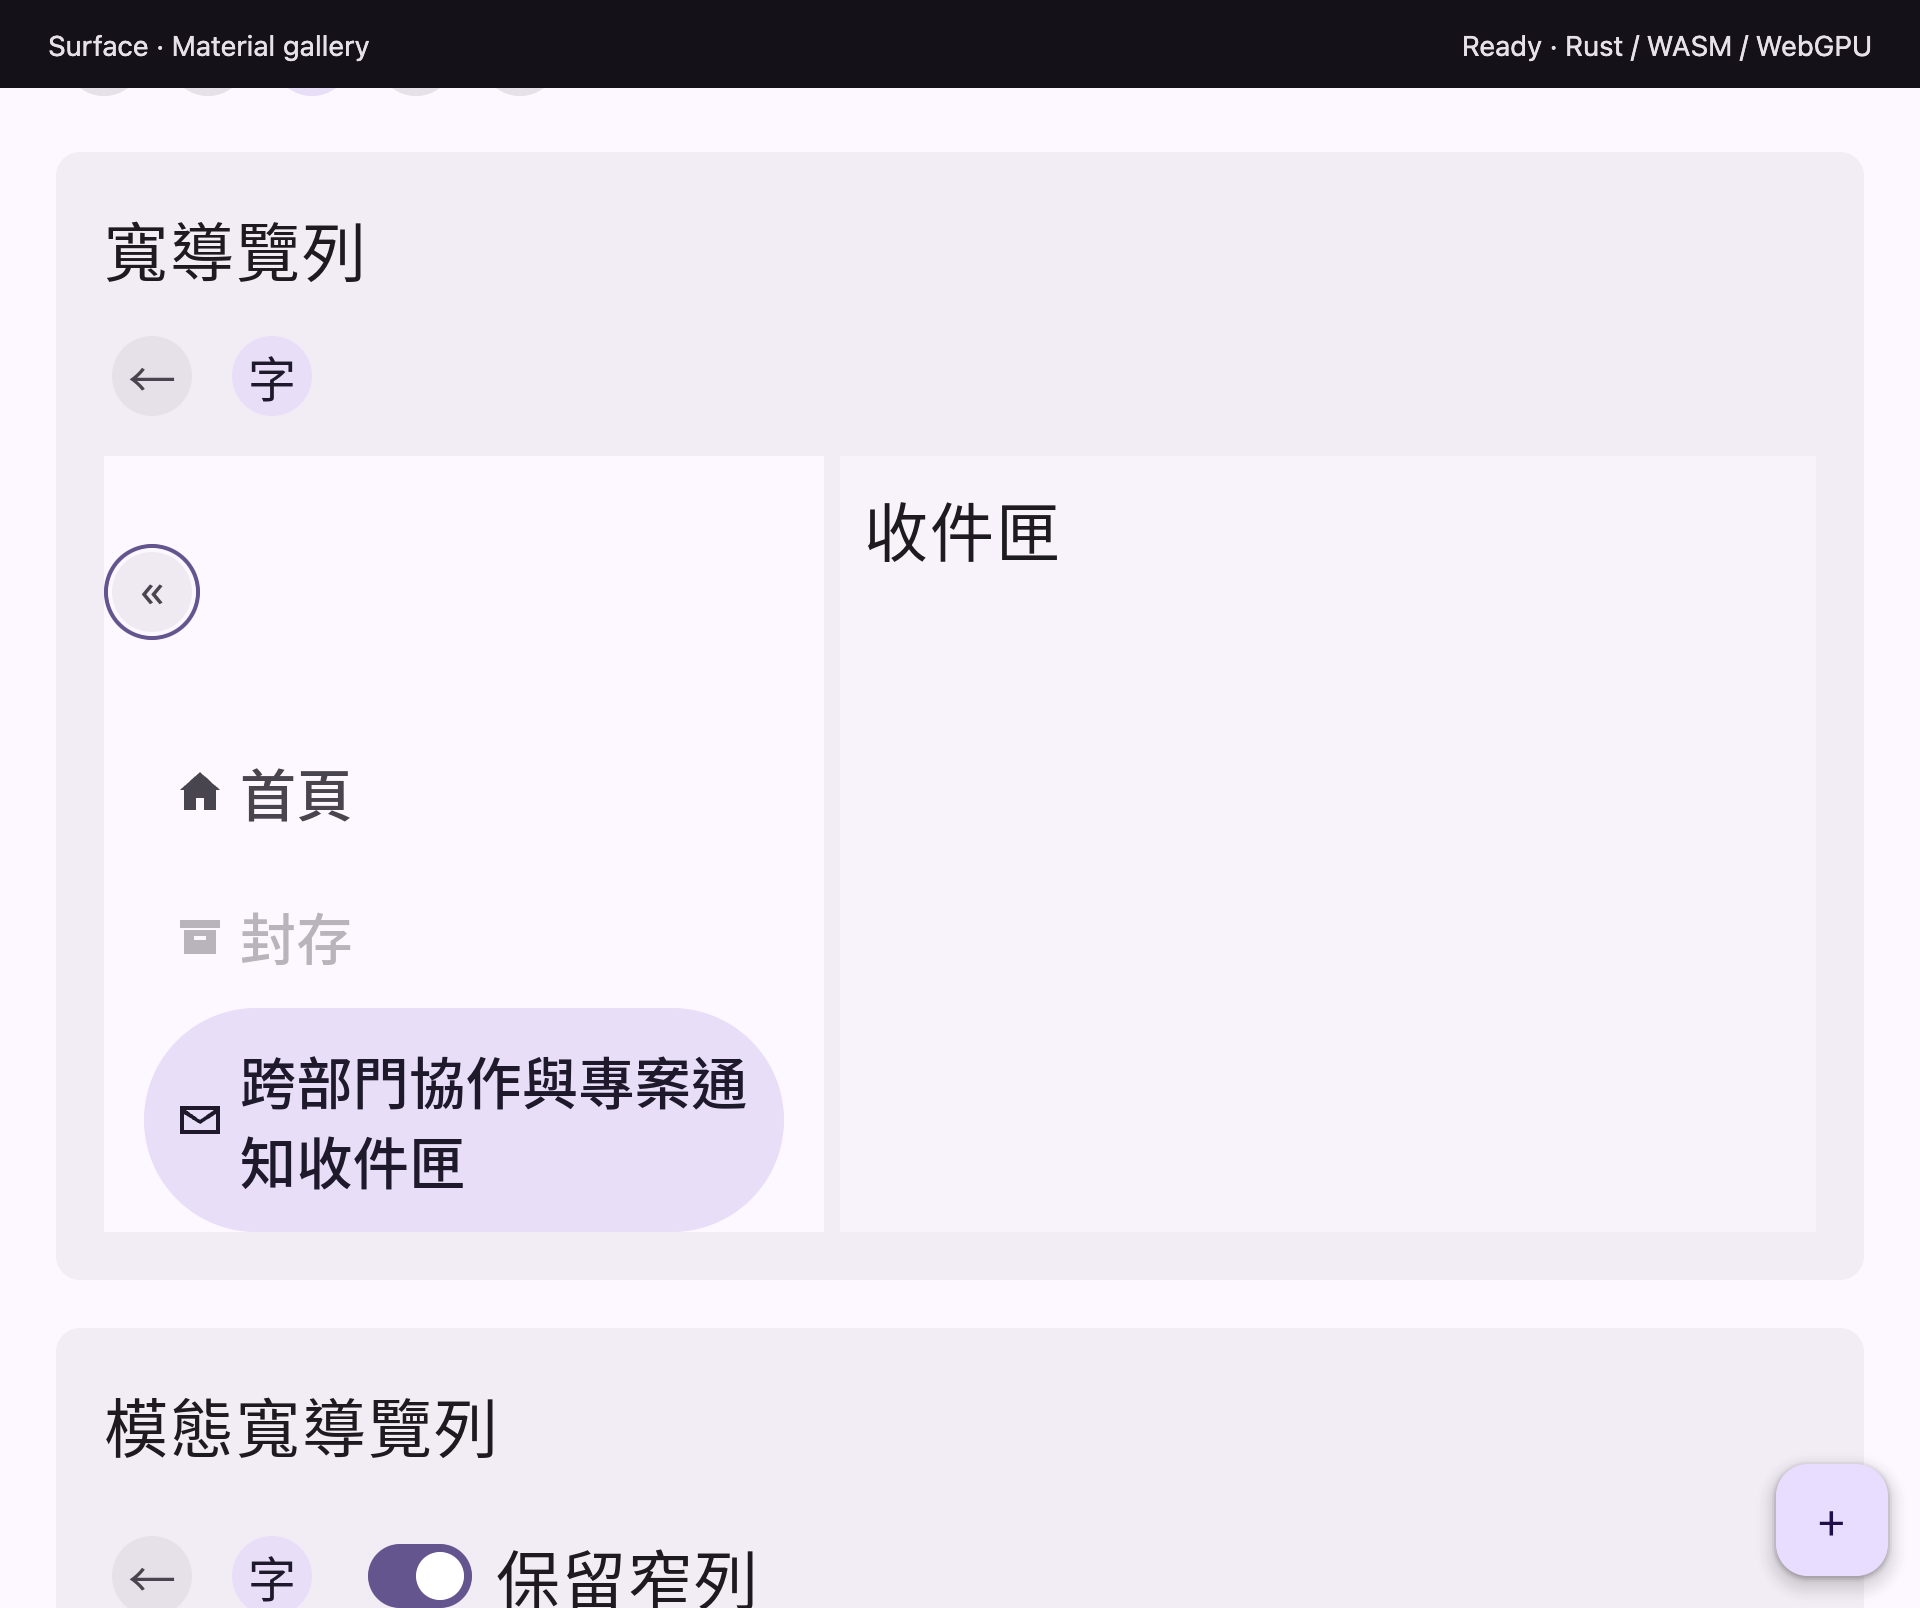 Surface · Material gallery
Ready · Rust / WASM / WebGPU
寬導覽列
← 字
«
收件匣
首頁
封存
跨部門協作與專案通
知收件匣
模態寬導覽列
← 字 保留窄列
+